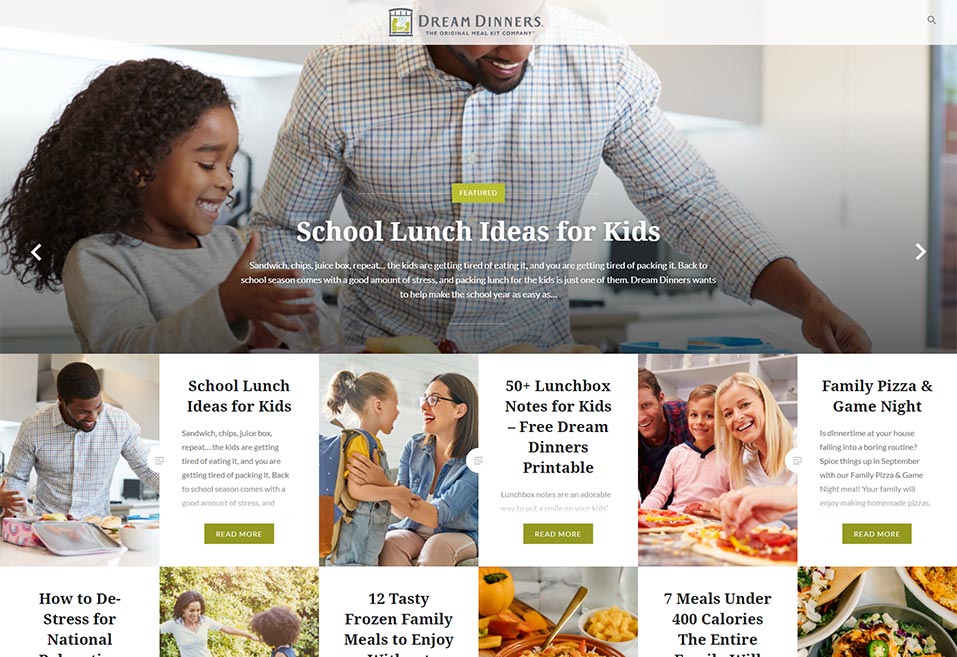 DREAM DINNERS.
THE ORIGINAL MEAL KIT COMPANY
FEATURED
School Lunch Ideas for Kids
Sandwich, chips, juice box, repeat... the kids are getting tired of eating it, and you are getting tired of packing it. Back to
school season comes with a good amount of stress, and packing lunch for the kids is just one of them. Dream Dinners wants
to help make the school year as easy as...
School Lunch
Ideas for Kids
Sandwich, chips, juice box,
repeat... the kids are getting
tired of eating it, and you are
getting tired of packing it. Back
to school season comes with a
good amount of stress, and
READ MORE
50+ Lunchbox
Notes for Kids
– Free Dream
Dinners
Printable
Lunchbox notes are an adorable
way to put a smile on your kids'
READ MORE
Family Pizza &
Game Night
Is dinnertime at your house
falling into a boring routine?
Spice things up in September
with our Family Pizza & Game
Night meal! Your family will
enjoy making homemade pizzas,
READ MORE
How to De-
Stress for
National
12 Tasty
Frozen Family
Meals to Enjoy
7 Meals Under
400 Calories
The Entire